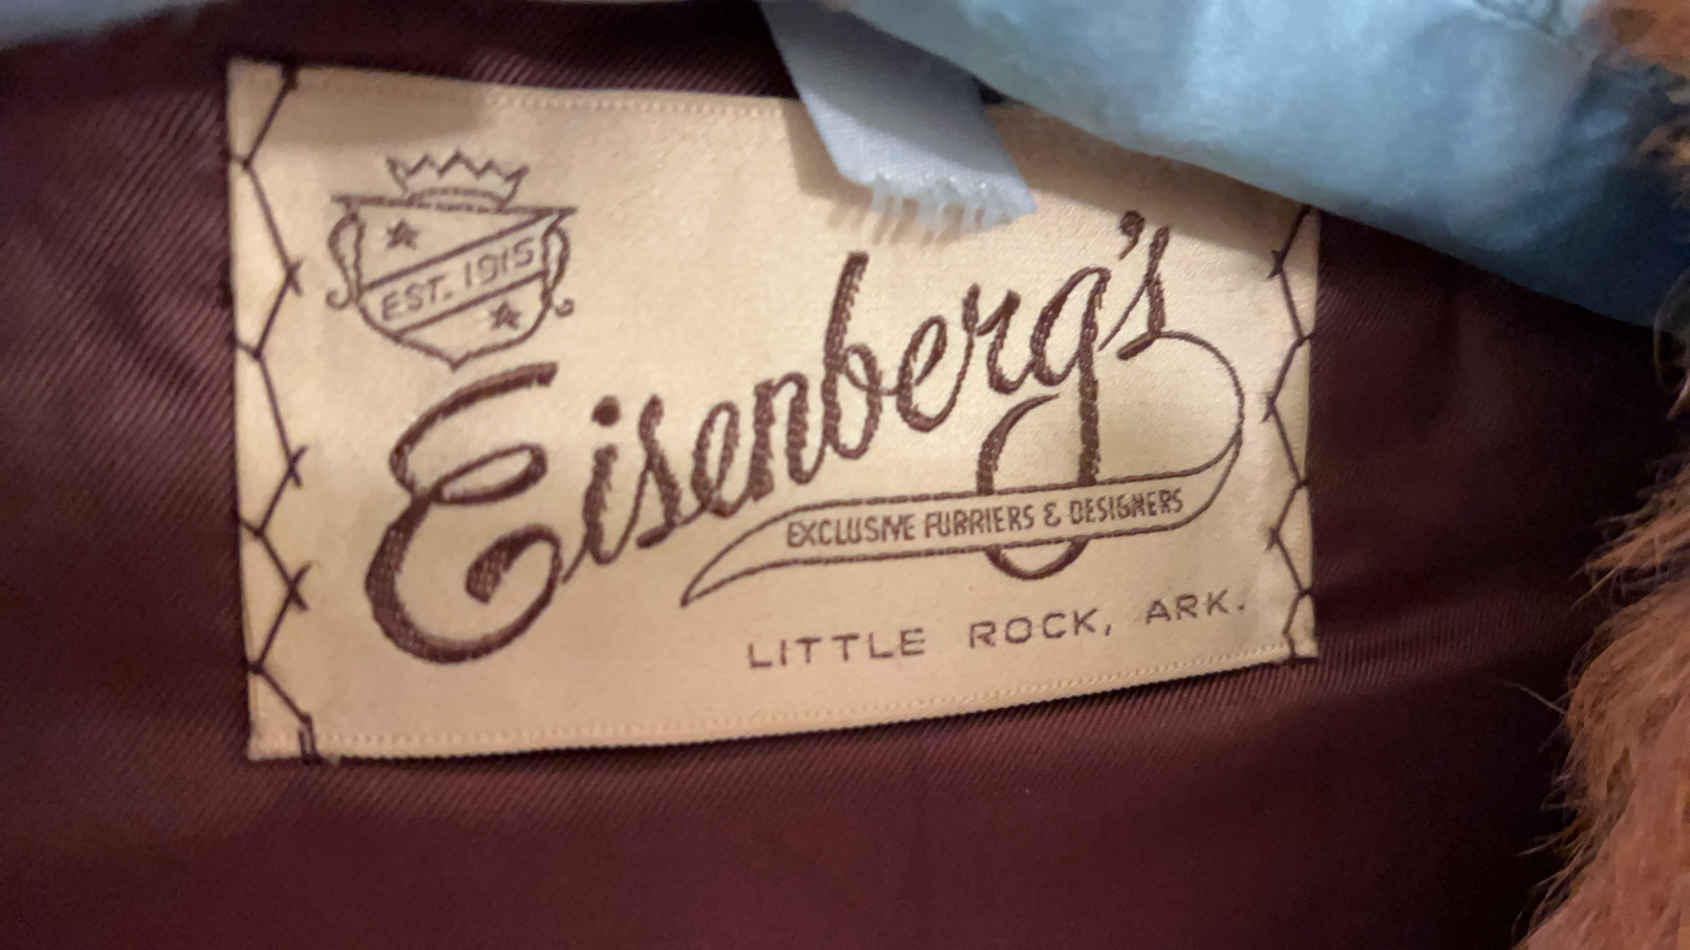 EST. 1915
Eisenberg's
EXCLUSIVE FURRIERS & DESIGNERS
LITTLE ROCK, ARK.